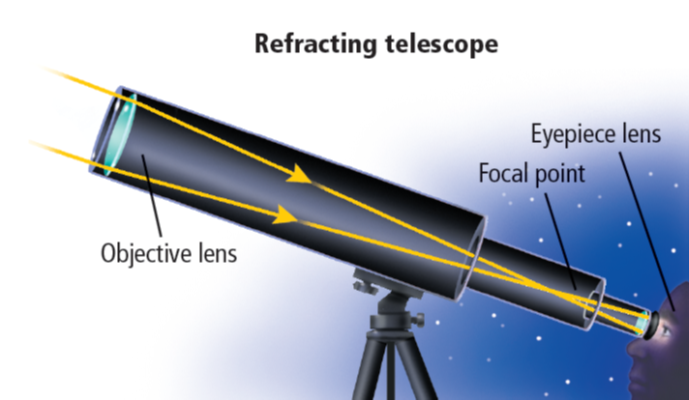 Refracting telescope
Eyepiece lens
Focal point
Objective lens